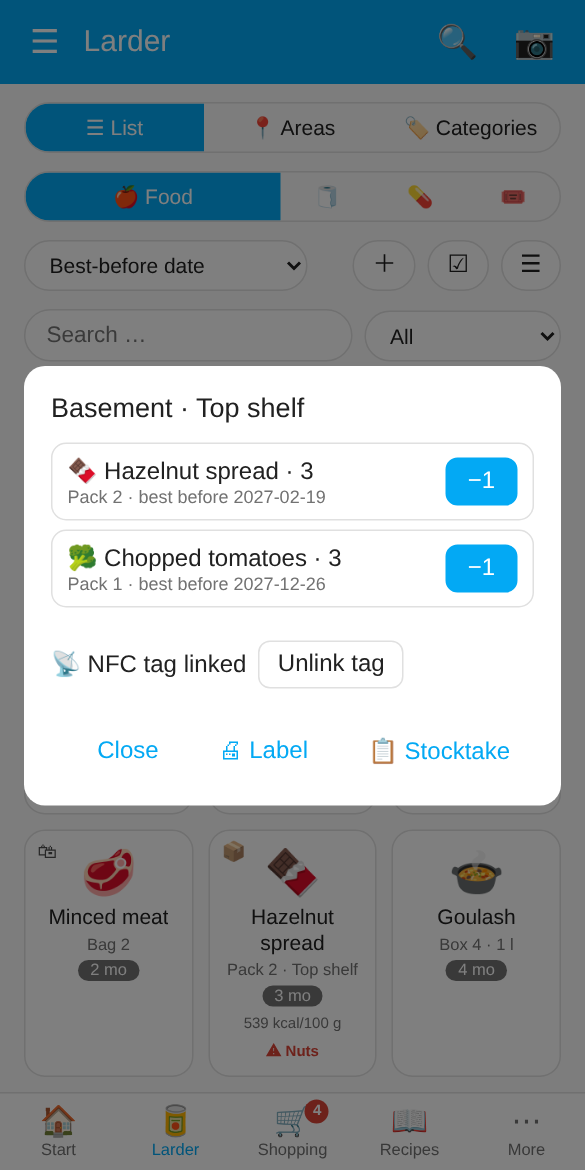 ☰ Larder 🔍 📷
☰ List 📍 Areas 🏷️ Categories
🍎 Food 🧻 💊 🎟️
Best-before date ＋ ☑ ☰
Search … All
Basement · Top shelf
🍫 Hazelnut spread · 3
Pack 2 · best before 2027-02-19
−1
🥦 Chopped tomatoes · 3
Pack 1 · best before 2027-12-26
−1
📡 NFC tag linked Unlink tag
Close 🖨 Label 📋 Stocktake
Minced meat
Bag 2
2 mo
Hazelnut
spread
Pack 2 · Top shelf
3 mo
539 kcal/100 g
⚠ Nuts
Goulash
Box 4 · 1 l
4 mo
4
Start Larder Shopping Recipes More